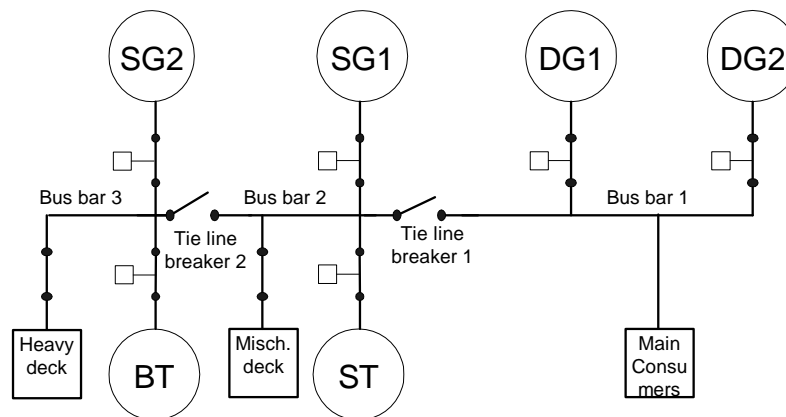 SG2
SG1
DG1
DG2
Bus bar 3
Bus bar 2
Bus bar 1
Tie line
breaker 2
Tie line
breaker 1
Heavy
deck
BT
Misch.
deck
ST
Main
Consu
mers